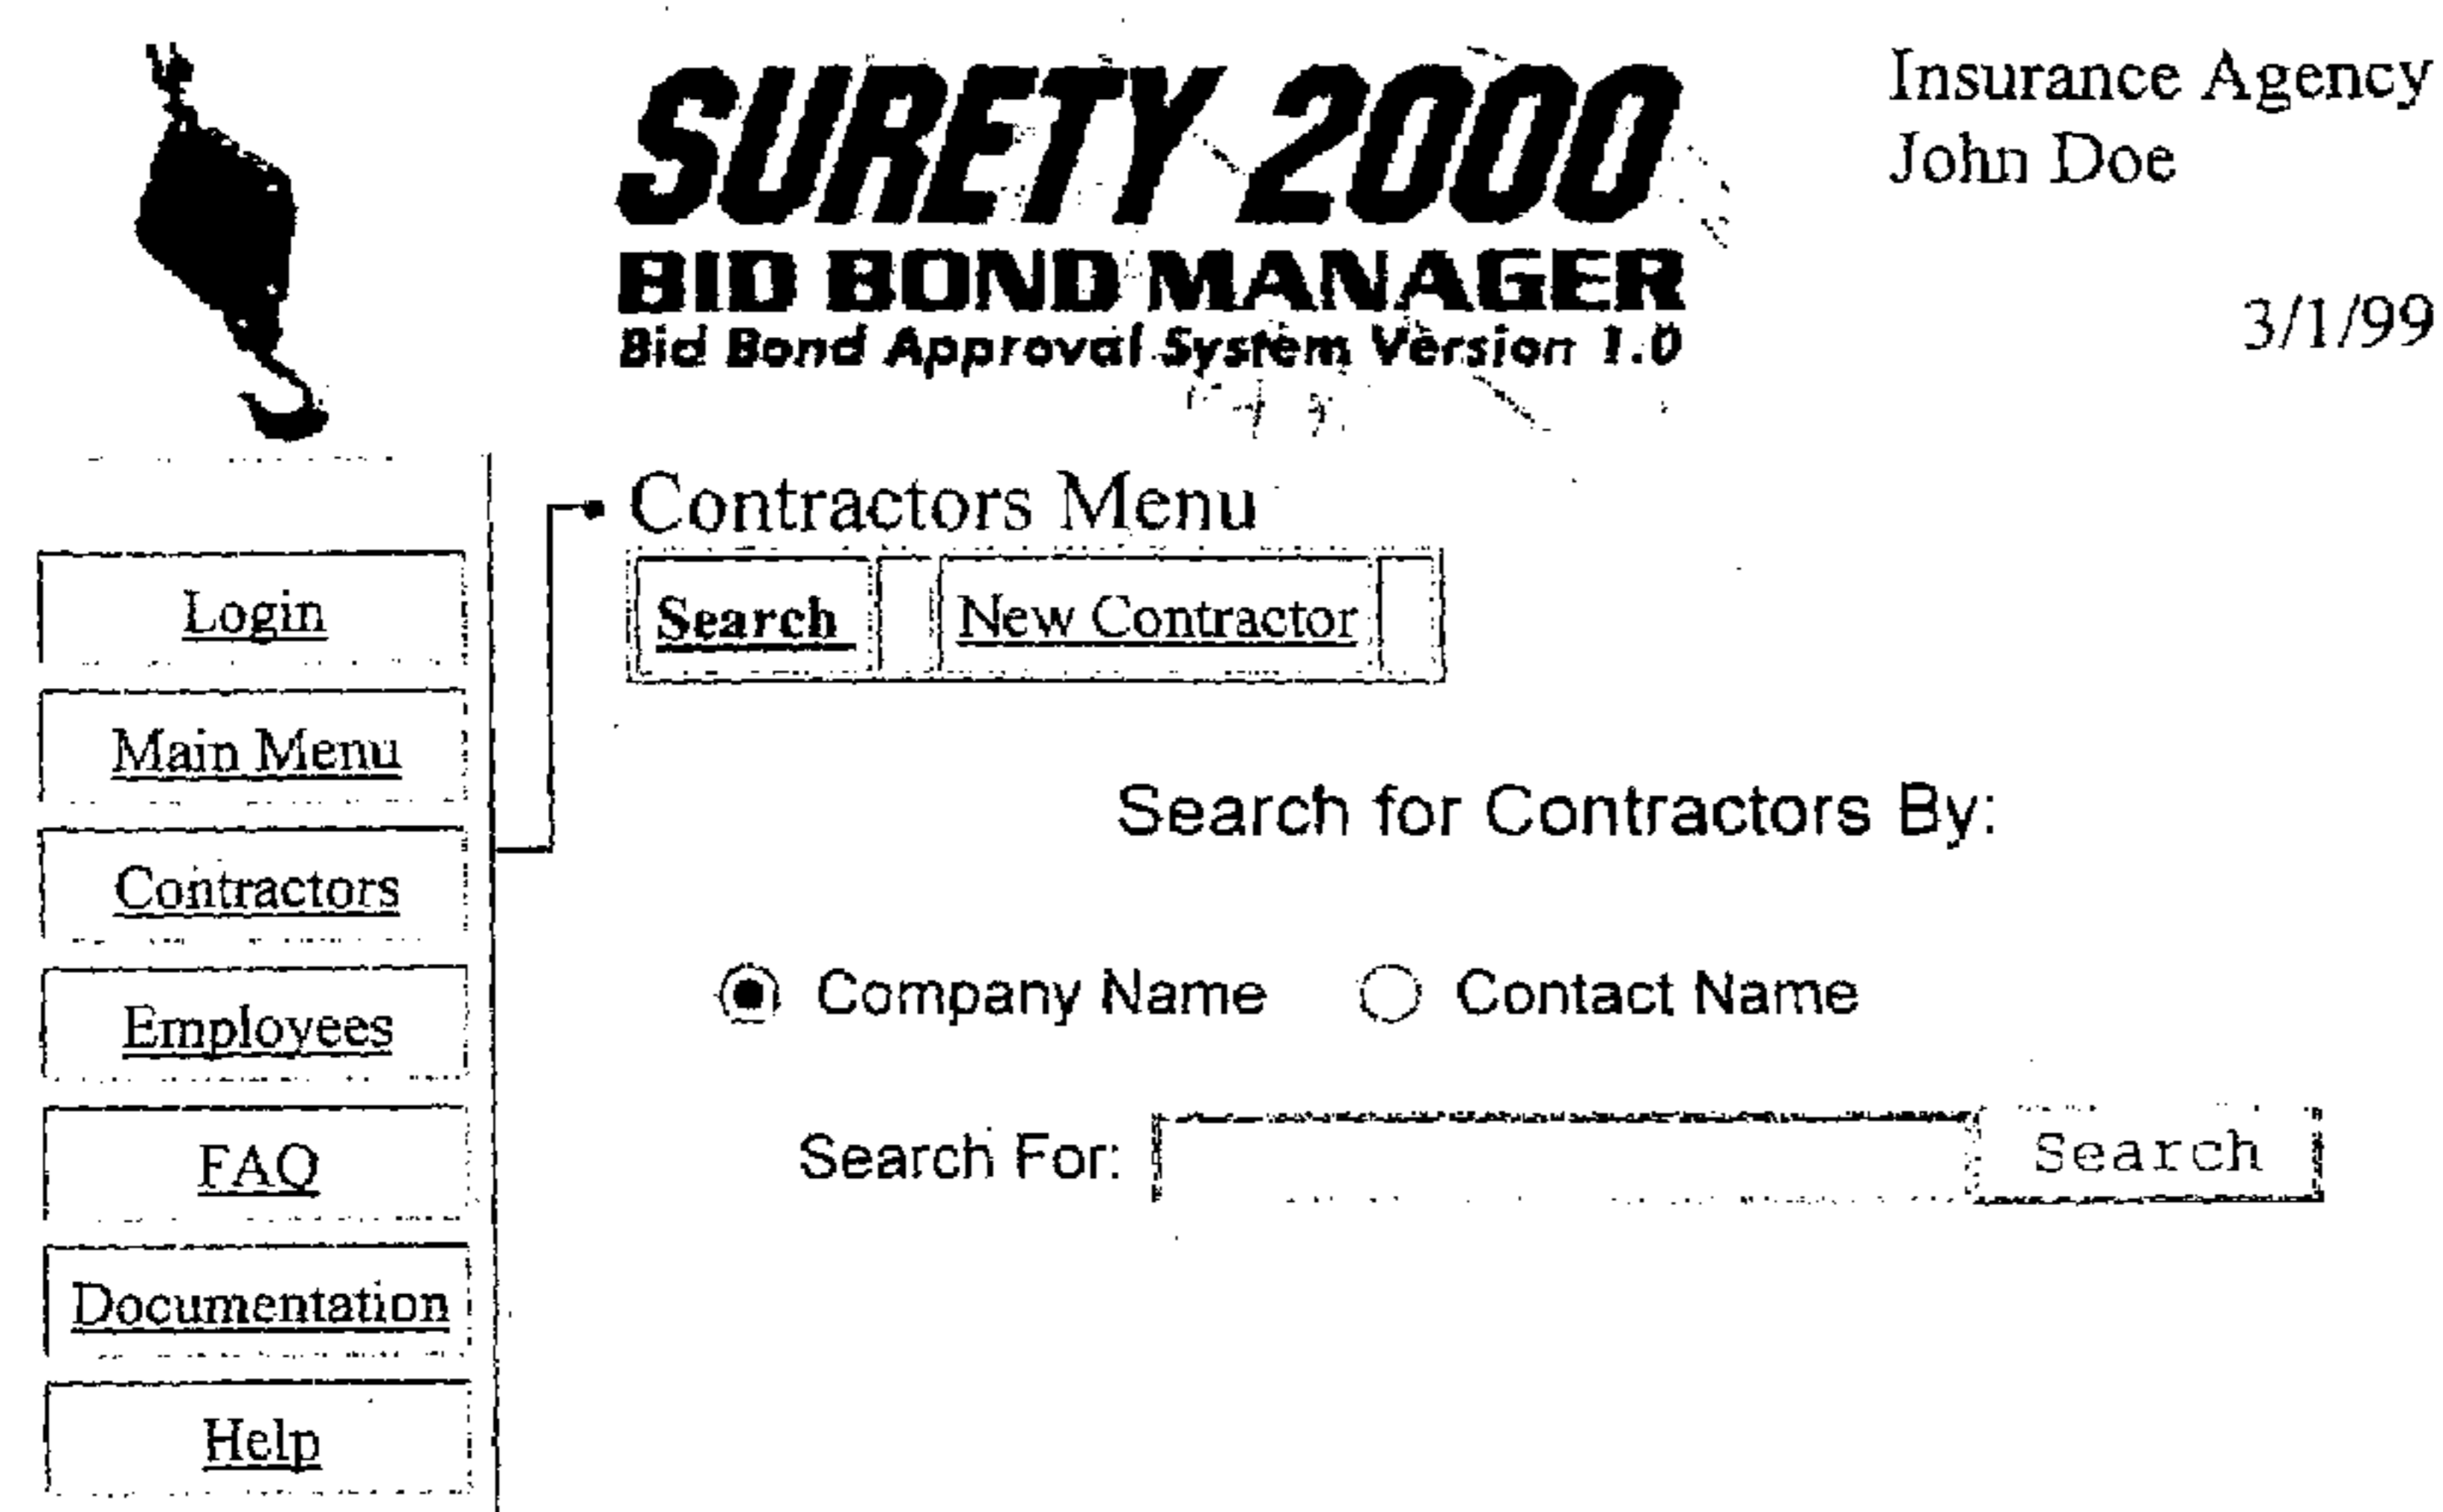 SURETY 2000
BID BOND MANAGER
Bid Bond Approval System Version 1.0
Insurance Agency
John Doe
3/1/99
Login
Main Menu
Contractors
Employees
FAQ
Documentation
Help
Contractors Menu
Search New Contractor
Search for Contractors By:
Company Name Contact Name
Search For: Search